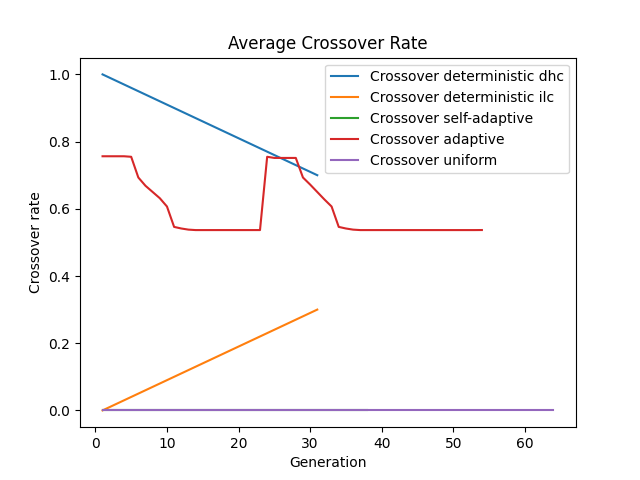 Average Crossover Rate
Crossover deterministic dhc
Crossover deterministic ilc
Crossover self-adaptive
Crossover adaptive
Crossover uniform
Crossover rate
1.0
0.8
0.6
0.4
0.2
0.0
0 10 20 30 40 50 60
Generation